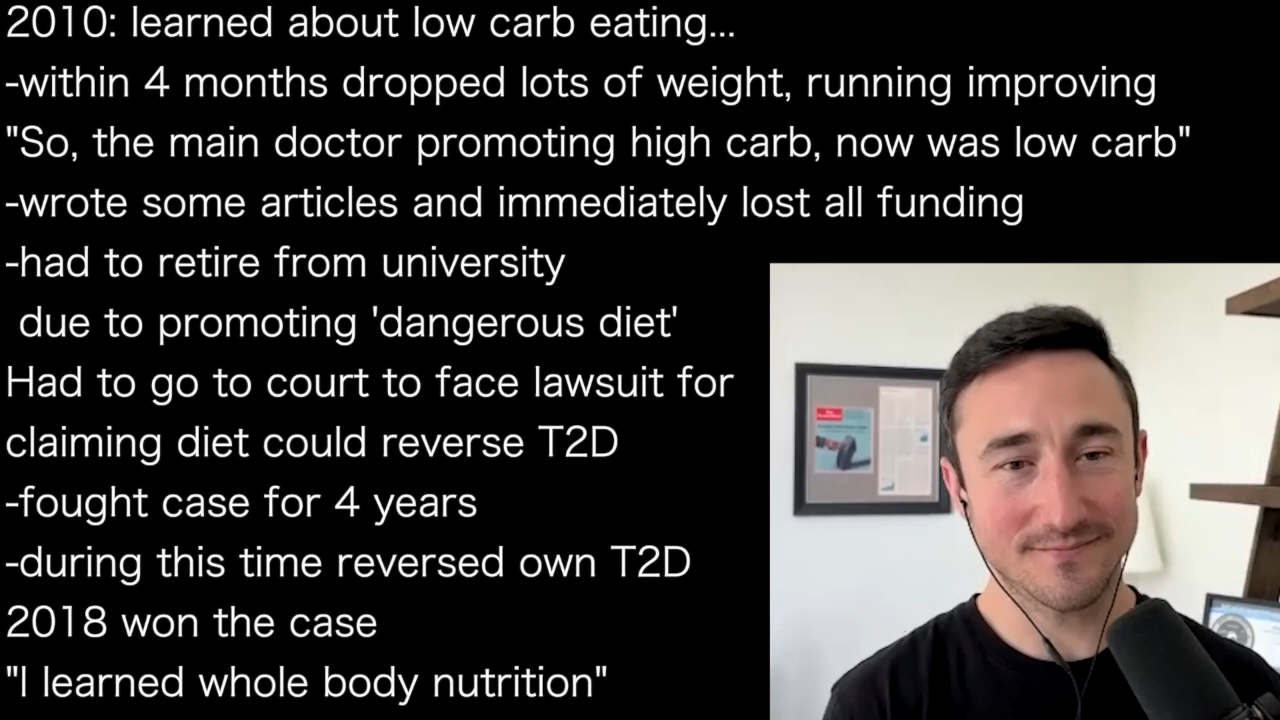 2010: learned about low carb eating...
-within 4 months dropped lots of weight, running improving
"So, the main doctor promoting high carb, now was low carb"
-wrote some articles and immediately lost all funding
-had to retire from university
due to promoting 'dangerous diet'
Had to go to court to face lawsuit for
claiming diet could reverse T2D
-fought case for 4 years
-during this time reversed own T2D
2018 won the case
"I learned whole body nutrition"